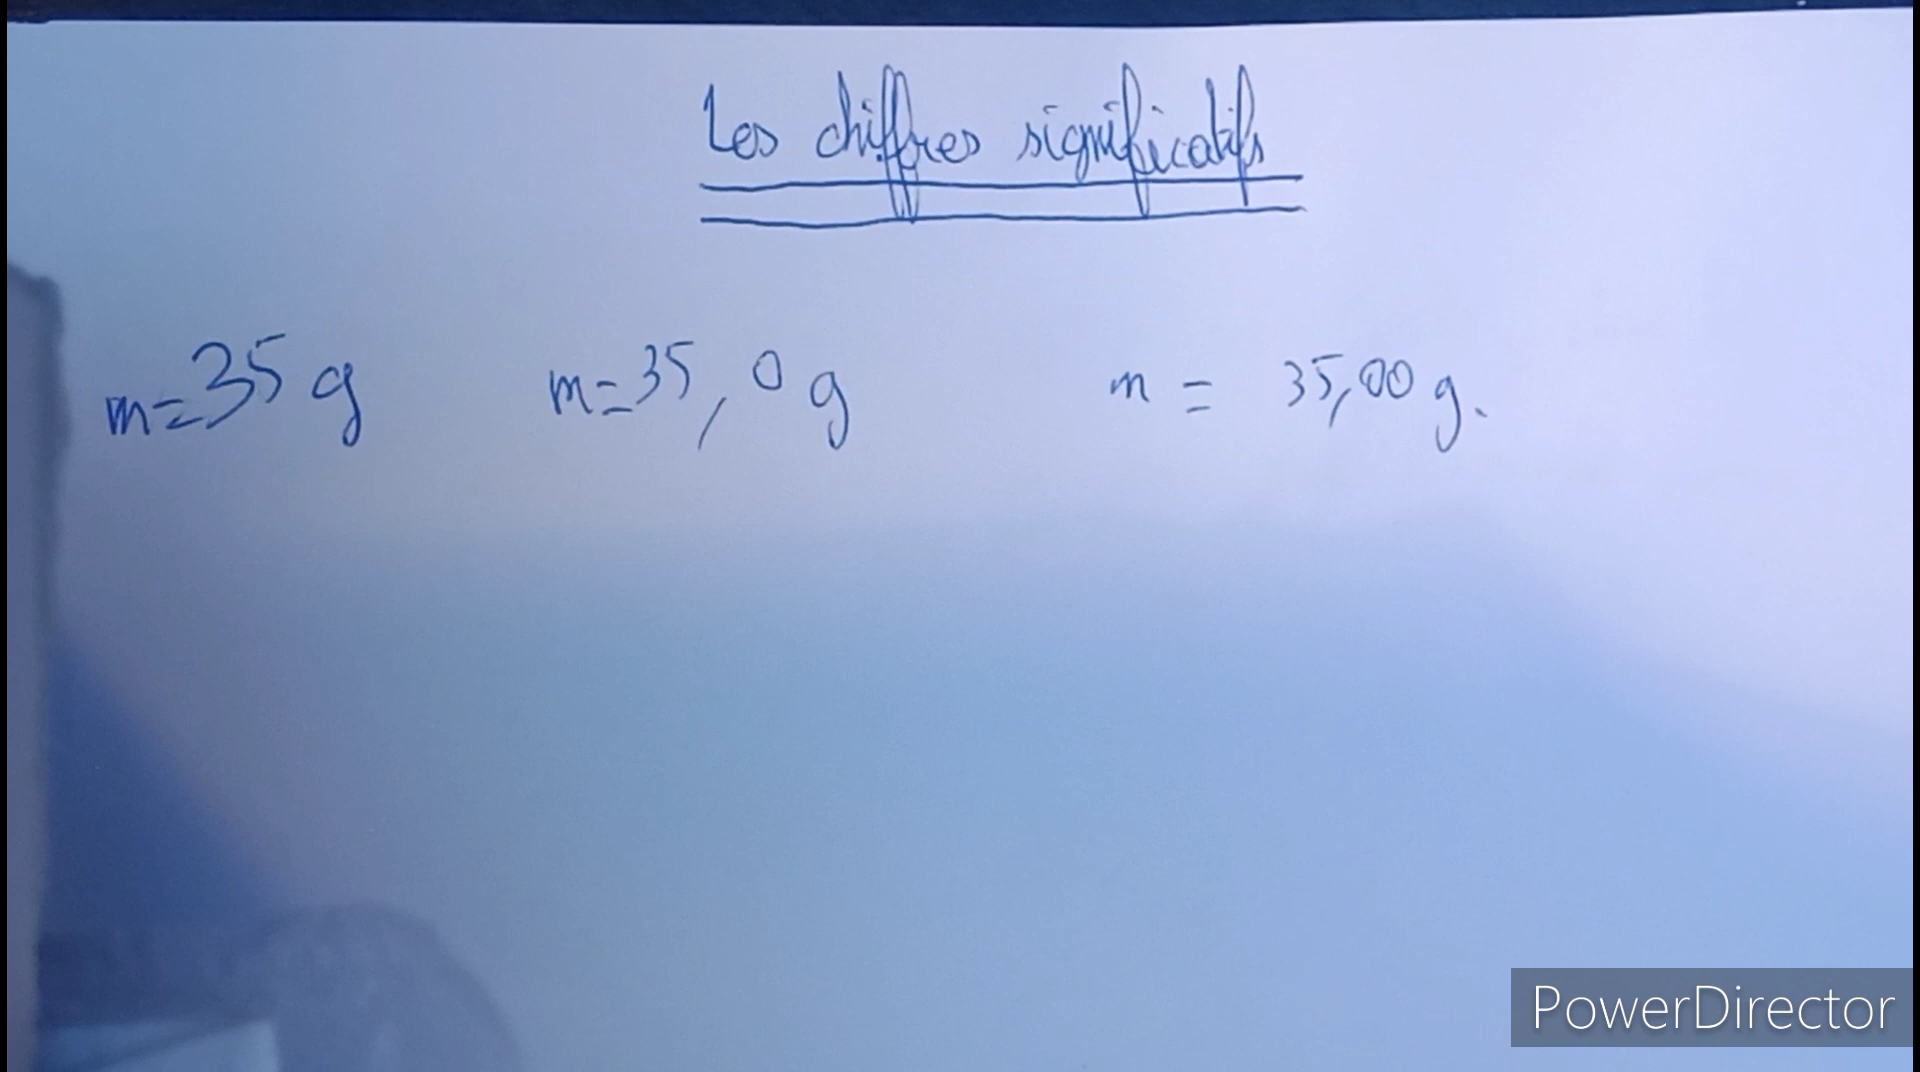 Les chiffres significatifs
m=35 g m=35,0 g m = 35,00 g.
PowerDirector